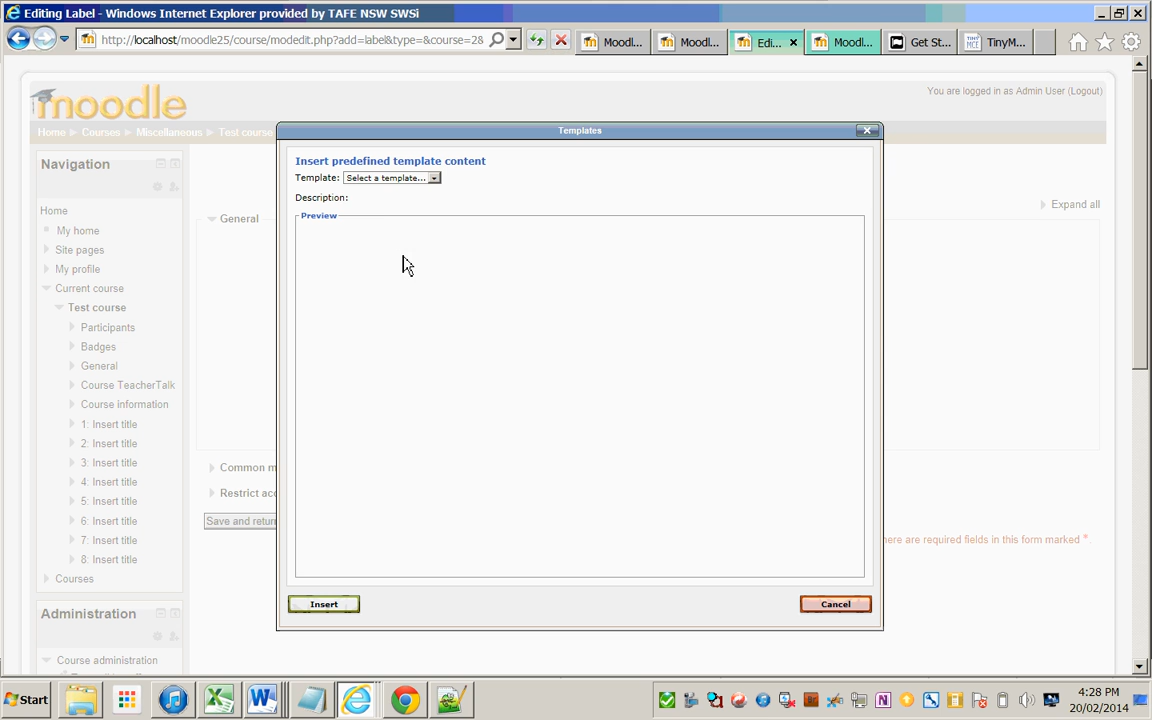 Editing Label - Windows Internet Explorer provided by TAFE NSW SWSi
http://localhost/moodle25/course/modedit.php?add=label&type=&course=28
Moodl...
Moodl...
Edi...
Moodl...
Get St...
TinyM...
moodle
You are logged in as Admin User (Logout)
Home ► Courses ► Miscellaneous ► Test course
Templates
Insert predefined template content
Template: Select a template...
Description:
Preview
Insert
Cancel
Navigation
Home
My home
Site pages
My profile
Current course
Test course
Participants
Badges
General
Course TeacherTalk
Course information
1: Insert title
2: Insert title
3: Insert title
4: Insert title
5: Insert title
6: Insert title
7: Insert title
8: Insert title
Courses
Administration
Course administration
Expand all
General
Common m
Restrict acc
Save and return
here are required fields in this form marked *.
Start
4:28 PM
20/02/2014